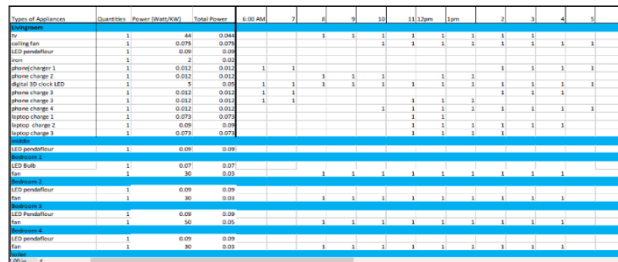 Types of Appliances Quantities Power (Watt/KW) Total Power 6:00 AM 7 8 9 10 11 12pm 1pm 2 3 4 5
Livingroom
tv 1 44 0.044 1 1 1 1 1 1 1 1
ceiling fan 1 0.075 0.075 1 1 1 1 1 1 1 1 1
LED pendaflour 1 0.09 0.09
1 2 0.02
phone charger 1 1 0.012 0.012 1 1 1 1 1 1
phone charge 2 1 0.012 0.012 1 1 1 1 1
digital 3D clock LED 1 5 0.05 1 1 1 1 1 1 1 1 1 1 1 1
phone charge 3 1 0.012 0.012 1 1 1 1 1
phone charge 3 1 0.012 0.012 1 1 1 1 1
phone charge 4 1 0.012 0.012 1 1 1 1 1 1 1 1
laptop charge 1 1 0.073 0.073 1 1
laptop charge 2 1 0.09 0.09 1 1 1 1 1 1
laptop charge 3 1 0.073 0.073 1 1 1 1
LED pendaflour 1 0.09 0.09
Bedroom 1
LED Bulb 1 0.07 0.07
fan 1 30 0.03 1 1 1 1 1 1 1 1 1
Bedroom 2
LED pendaflour 1 0.09 0.09
fan 1 30 0.03 1 1 1 1 1 1 1 1 1
Bedroom 3
LED Pendaflour 1 0.09 0.09
fan 1 50 0.05 1 1 1 1 1 1 1 1 1
Bedroom 4
LED pendaflour 1 0.09 0.09
fan 1 30 0.03 1 1 1 1 1 1 1 1 1
toilet